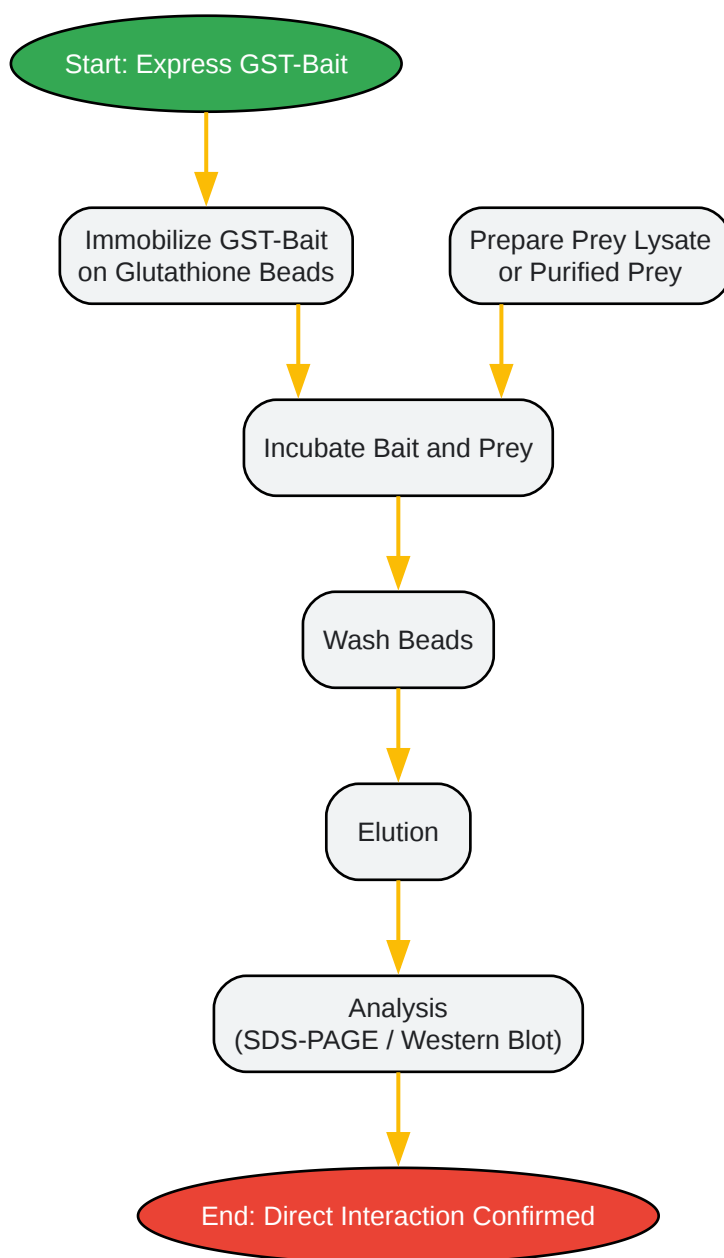 Start: Express GST-Bait
Immobilize GST-Bait
on Glutathione Beads
Prepare Prey Lysate
or Purified Prey
Incubate Bait and Prey
Wash Beads
Elution
Analysis
(SDS-PAGE / Western Blot)
End: Direct Interaction Confirmed